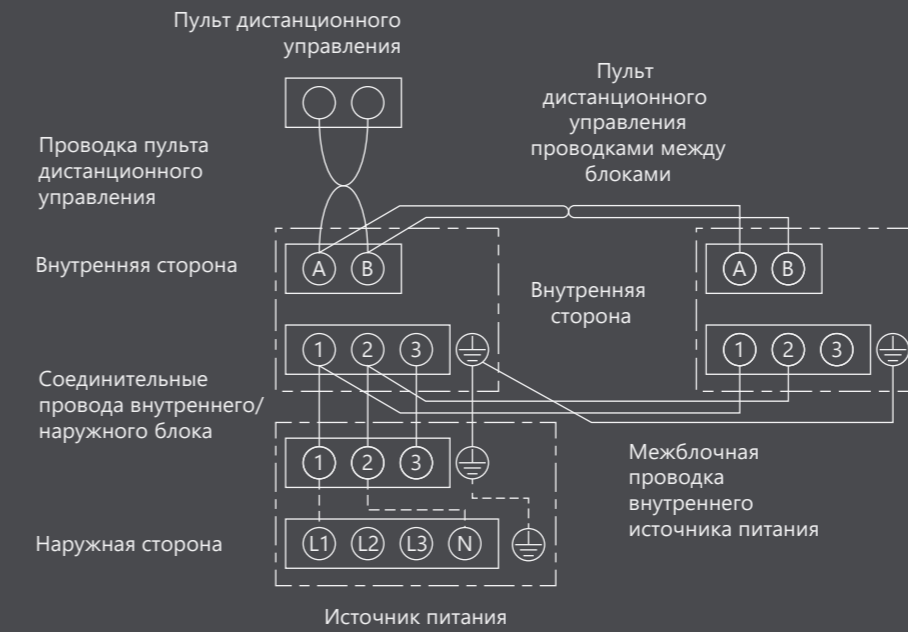 Пульт дистанционного
управления
Пульт
дистанционного
управления
проводками между
блоками
Проводка пульта
дистанционного
управления
Внутренняя сторона
A B
A B
Внутренняя
сторона
1 2 3
1 2 3
Соединительные
провода внутреннего/
наружного блока
1 2 3
Межблочная
проводка
внутреннего
источника питания
Наружная сторона
L1 L2 L3 N
Источник питания